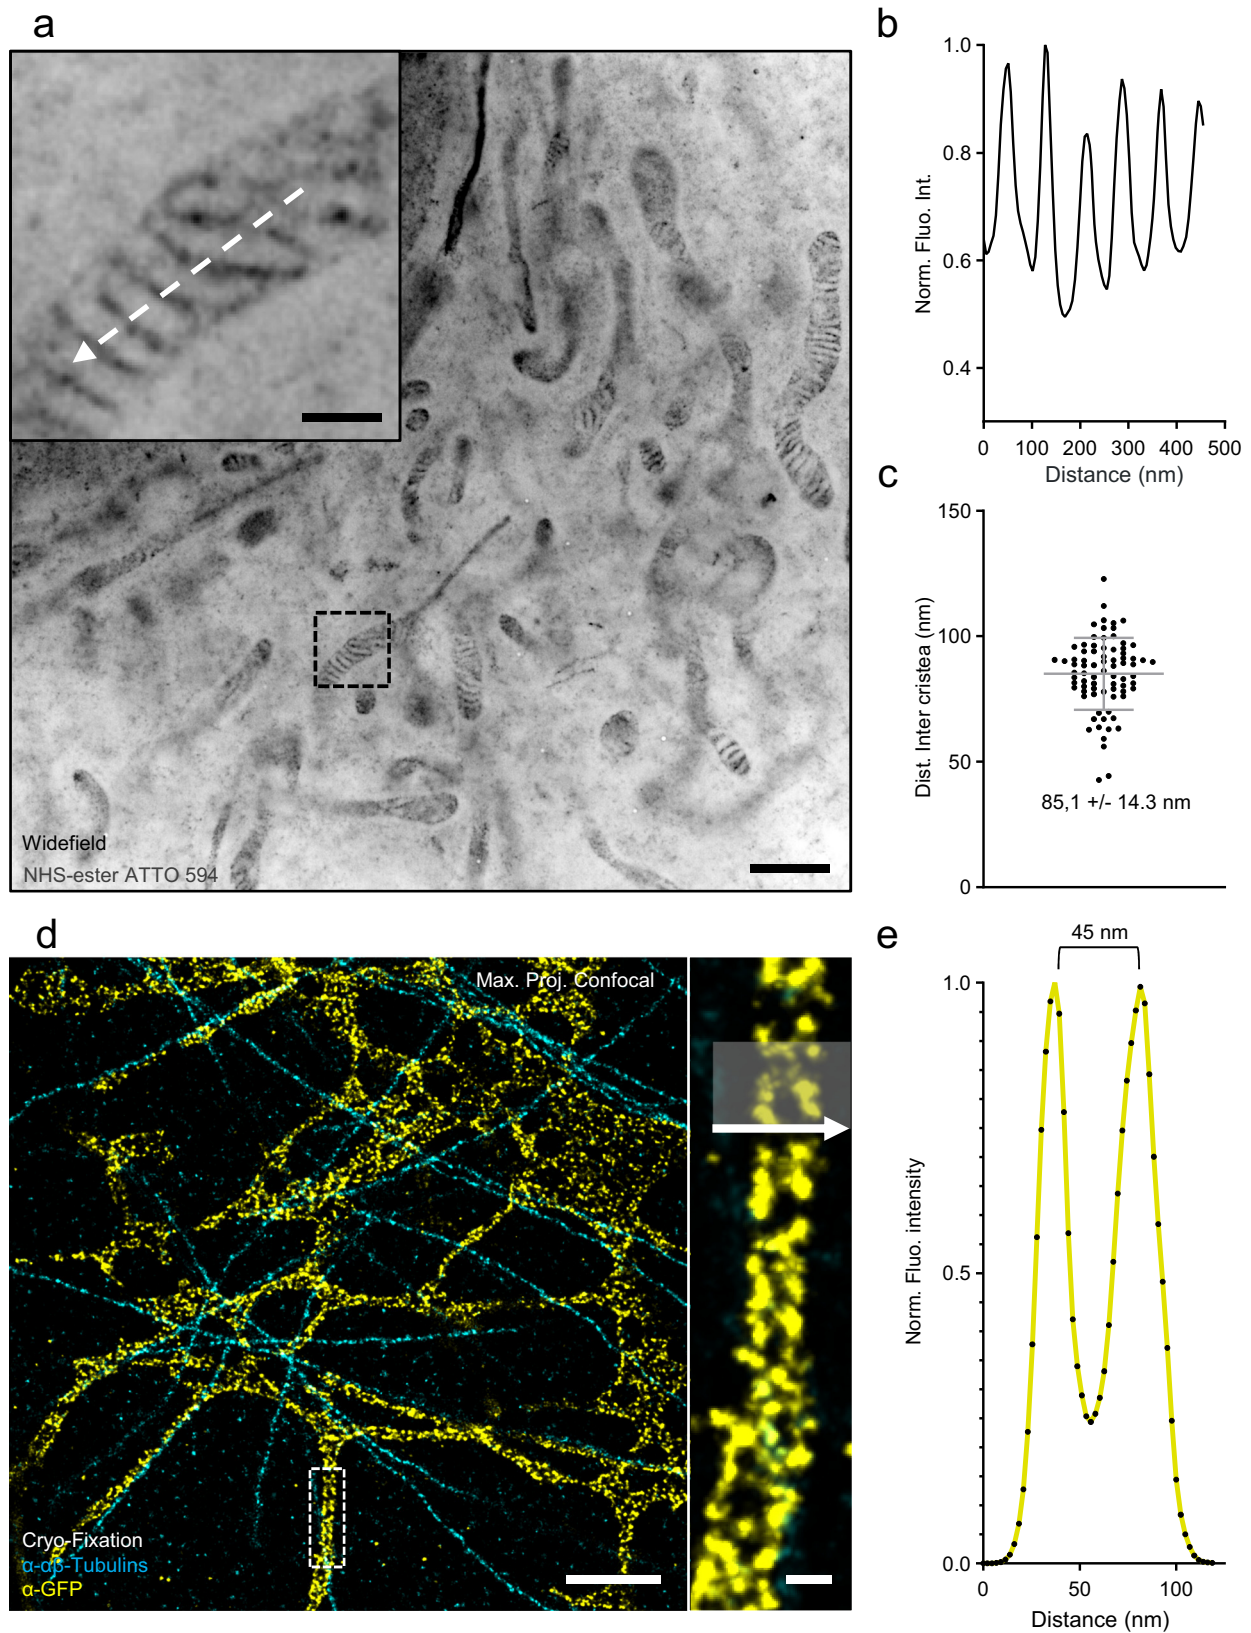 a
Widefield
NHS-ester ATTO 594
b
1.0
0.8
0.6
0.4
Norm. Fluo. Int.
0 100 200 300 400 500
Distance (nm)
c
150
100
50
0
Dist. Inter cristea (nm)
85,1 +/- 14.3 nm
d
Max. Proj. Confocal
Cryo-Fixation
α-αβ-Tubulins
α-GFP
e
45 nm
1.0
0.5
0.0
Norm. Fluo. intensity
0 50 100
Distance (nm)